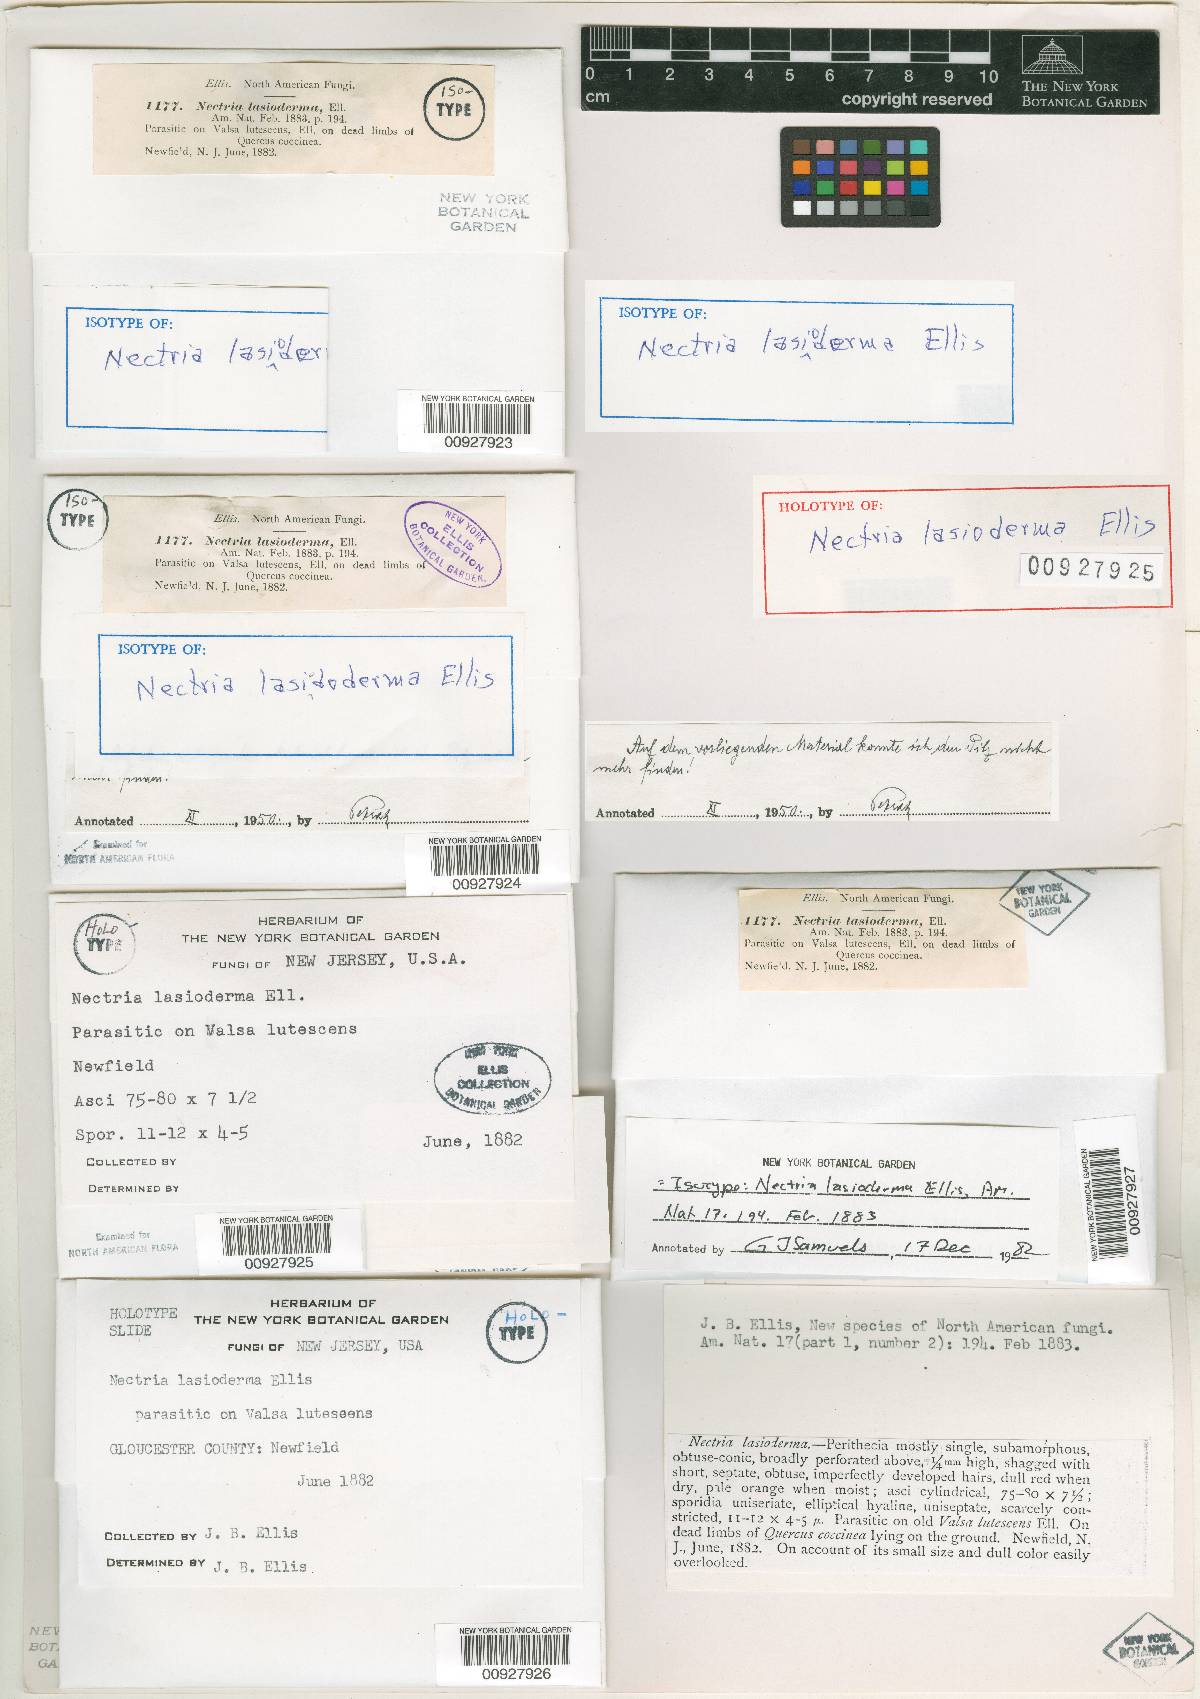 Ellis. North American Fungi.
1177. Nectria lasioderma, Ell.
Am. Nat. Feb. 1883, p. 194.
Parasitic on Valsa lutescens, Ell, on dead limbs of
Quercus coccinea.
Newfie'd, N. J. June, 1882.
ISO-
TYPE
NEW YORK
BOTANICAL
GARDEN
ISOTYPE OF:
Nectria lasioder
NEW YORK BOTANICAL GARDEN
00927923
0 1 2 3 4 5 6 7 8 9 10
cm
copyright reserved
THE NEW YORK
BOTANICAL GARDEN
ISOTYPE OF:
Nectria lasioderma Ellis
HOLOTYPE OF:
Nectria lasioderma Ellis
00927925
ISO-
TYPE
Ellis. North American Fungi.
1177. Nectria lasioderma, Ell.
Am. Nat. Feb. 1883, p. 194.
Parasitic on Valsa lutescens, Ell, on dead limbs of
Quercus coccinea.
Newfie'd, N. J. June, 1882.
NEW YORK
ELLIS
COLLECTION
BOTANICAL GARDEN.
ISOTYPE OF:
Nectria lasioderma Ellis
mehr finden!
Annotated XI, 1950, by Petrak
Examined for
NORTH AMERICAN FLORA
NEW YORK BOTANICAL GARDEN
00927924
Auf dem vorliegenden Material konnte ich den Pilz nicht
mehr finden!
Annotated XI, 1950, by Petrak
HOLO
TYPE
HERBARIUM OF
THE NEW YORK BOTANICAL GARDEN
FUNGI OF NEW JERSEY, U.S.A.
Nectria lasioderma Ell.
Parasitic on Valsa lutescens
Newfield
Asci 75-80 x 7 1/2
Spor. 11-12 x 4-5
June, 1882
COLLECTED BY
DETERMINED BY
NEW YORK
ELLIS
COLLECTION
BOTANICAL GARDEN
Examined for
NORTH AMERICAN FLORA
NEW YORK BOTANICAL GARDEN
00927925
NEW YORK
BOTANICAL
GARDEN
Ellis. North American Fungi.
1177. Nectria lasioderma, Ell.
Am. Nat. Feb. 1883, p. 194.
Parasitic on Valsa lutescens, Ell, on dead limbs of
Quercus coccinea.
Newfie'd, N. J. June, 1882.
NEW YORK BOTANICAL GARDEN
= Isotype: Nectria lasioderma Ellis, Am.
Nat 17. 194. Feb. 1883
Annotated by G J Samuels, 17 Dec 1982
NEW YORK BOTANICAL GARDEN
00927927
HOLOTYPE
SLIDE
HERBARIUM OF
THE NEW YORK BOTANICAL GARDEN
FUNGI OF NEW JERSEY, USA
HOLO-
TYPE
Nectria lasioderma Ellis
parasitic on Valsa lutescens
GLOUCESTER COUNTY: Newfield
June 1882
COLLECTED BY J. B. Ellis
DETERMINED BY J. B. Ellis.
NEW YORK BOTANICAL GARDEN
00927926
J. B. Ellis, New species of North American fungi.
Am. Nat. 17(part 1, number 2): 194. Feb 1883.
Nectria lasioderma.—Perithecia mostly single, subamorphous,
obtuse-conic, broadly perforated above, ¼mm high, shagged with
short, septate, obtuse, imperfectly developed hairs, dull red when
dry, pale orange when moist; asci cylindrical, 75-80 × 7½;
sporidia uniseriate, elliptical hyaline, uniseptate, scarcely con-
stricted, 11-12 × 4-5 µ. Parasitic on old Valsa lutescens Ell. On
dead limbs of Quercus coccinea lying on the ground. Newfield, N.
J., June, 1882. On account of its small size and dull color easily
overlooked.
NEW YORK
BOTANICAL
GARDEN
NEW
BOT
GA